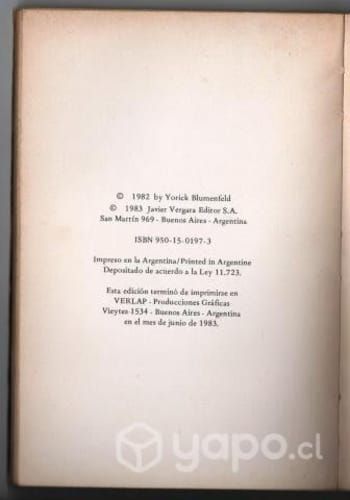 © 1982 by Yorick Blumenfeld
© 1983 Javier Vergara Editor S.A.
San Martín 969 - Buenos Aires - Argentina
ISBN 950-15-0197-3
Impreso en la Argentina/Printed in Argentine
Depositado de acuerdo a la Ley 11.723.
Esta edición terminó de imprimirse en
VERLAP - Producciones Gráficas
Vieytes-1534 - Buenos Aires - Argentina
en el mes de junio de 1983.
yapo.cl